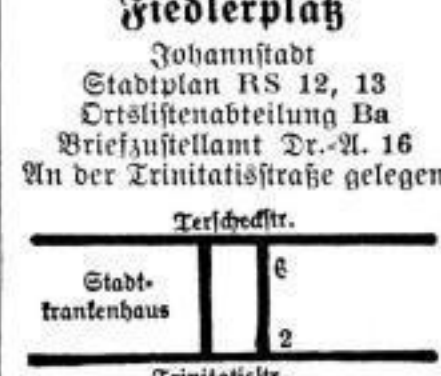 Fiedlerplatz
Johannstadt
Stadtplan RS 12, 13
Ortslistenabteilung Ba
Briefzustellamt Dr.-A. 16
An der Trinitatisstraße gelegen
Terscheckstr.
6
Stadt-
krankenhaus
2
Trinitatisstr.